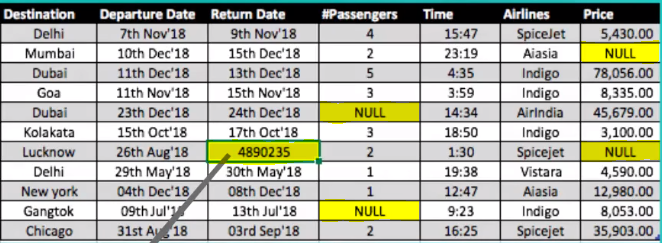 Destination Departure Date Return Date #Passengers Time Airlines Price
Delhi 7th Nov'18 9th Nov'18 4 15:47 SpiceJet 5,430.00
Mumbai 10th Dec'18 15th Dec'18 2 23:19 Aiasia NULL
Dubai 11th Dec'18 13th Dec'18 5 4:35 Indigo 78,056.00
Goa 11th Nov'18 15th Nov'18 3 3:59 Indigo 8,335.00
Dubai 23th Dec'18 24th Dec'18 NULL 14:34 AirIndia 45,679.00
Kolakata 15th Oct'18 17th Oct'18 3 18:50 Indigo 3,100.00
Lucknow 26th Aug'18 4890235 2 1:30 Spicejet NULL
Delhi 29th May'18 30th May'18 1 19:38 Vistara 4,590.00
New york 04th Dec'18 08th Dec'18 1 12:47 Aiasia 12,980.00
Gangtok 09th Jul'18 13th Jul'18 NULL 9:23 Indigo 8,053.00
Chicago 31st Aug'18 03rd Sep'18 2 16:25 Spicejet 35,903.00